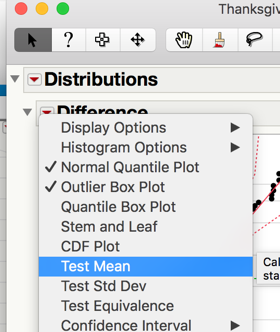 Thanksgiv
?
Distributions
Difference
Display Options
Histogram Options
✓ Normal Quantile Plot
✓ Outlier Box Plot
Quantile Box Plot
Stem and Leaf
CDF Plot
Test Mean
Cal
sta
Test Std Dev
Test Equivalence
Confidence Interval